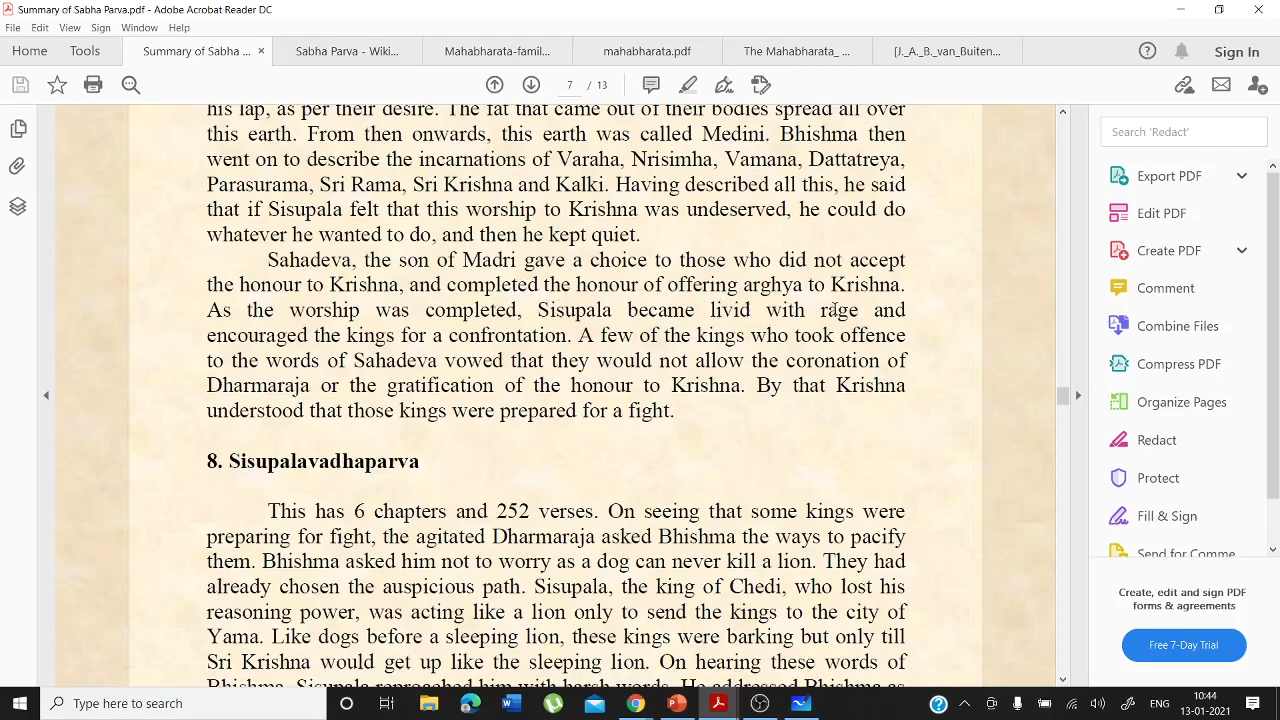 Summary of Sabha Parva.pdf - Adobe Acrobat Reader DC
File Edit View Sign Window Help
Home Tools Summary of Sabha ... × Sabha Parva - Wiki... Mahabharata-famil... mahabharata.pdf The Mahabharata_ ... [J._A._B._van_Buiten... Sign In
7 / 13
his lap, as per their desire. The fat that came out of their bodies spread all over
this earth. From then onwards, this earth was called Medini. Bhishma then
went on to describe the incarnations of Varaha, Nrisimha, Vamana, Dattatreya,
Parasurama, Sri Rama, Sri Krishna and Kalki. Having described all this, he said
that if Sisupala felt that this worship to Krishna was undeserved, he could do
whatever he wanted to do, and then he kept quiet.
Sahadeva, the son of Madri gave a choice to those who did not accept
the honour to Krishna, and completed the honour of offering arghya to Krishna.
As the worship was completed, Sisupala became livid with rage and
encouraged the kings for a confrontation. A few of the kings who took offence
to the words of Sahadeva vowed that they would not allow the coronation of
Dharmaraja or the gratification of the honour to Krishna. By that Krishna
understood that those kings were prepared for a fight.
8. Sisupalavadhaparva
This has 6 chapters and 252 verses. On seeing that some kings were
preparing for fight, the agitated Dharmaraja asked Bhishma the ways to pacify
them. Bhishma asked him not to worry as a dog can never kill a lion. They had
already chosen the auspicious path. Sisupala, the king of Chedi, who lost his
reasoning power, was acting like a lion only to send the kings to the city of
Yama. Like dogs before a sleeping lion, these kings were barking but only till
Sri Krishna would get up like the sleeping lion. On hearing these words of
Bhishma, Sisupala reproached him with harsh words. He addressed Bhishma as
Search 'Redact'
Export PDF
Edit PDF
Create PDF
Comment
Combine Files
Compress PDF
Organize Pages
Redact
Protect
Fill & Sign
Send for Comme
Create, edit and sign PDF
forms & agreements
Free 7-Day Trial
Type here to search
ENG
10:44
13-01-2021